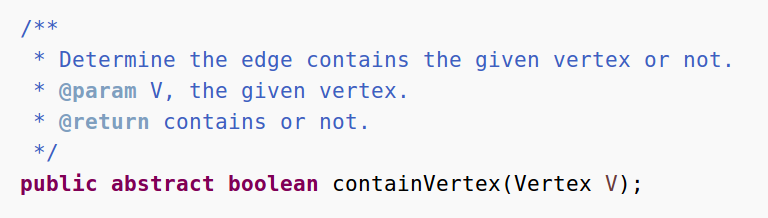 /**
 * Determine the edge contains the given vertex or not.
 * @param V, the given vertex.
 * @return contains or not.
 */
public abstract boolean containVertex(Vertex V);